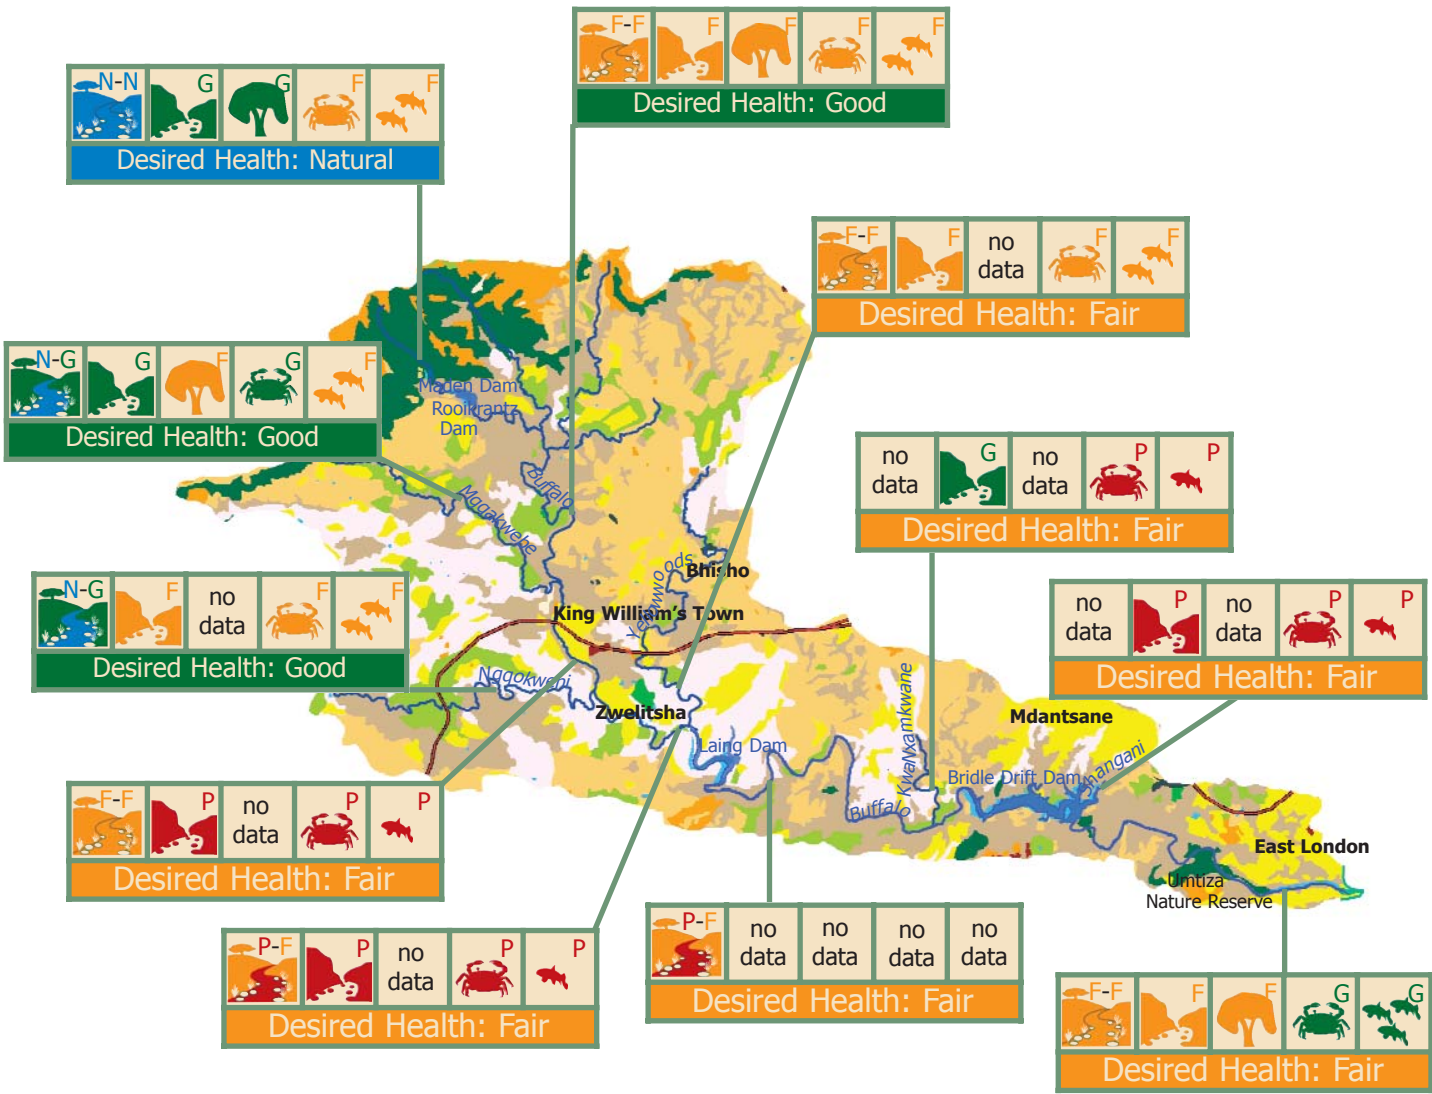 F-F F F F F
Desired Health: Good
N-N G G F F
Desired Health: Natural
F-F F no data F F
Desired Health: Fair
N-G G F G F
Desired Health: Good
Maden Dam
Rooikrantz
Dam
no data G no data P P
Desired Health: Fair
Buffalo
Mgqakwebe
Yellowwoods
Bhisho
N-G F no data F F
Desired Health: Good
King William's Town
no data P no data P P
Desired Health: Fair
Ngqokweni
Zwelitsha
KwaNxamkwane
Mdantsane
Laing Dam
Bridle Drift Dam
Shangani
Buffalo
F-F P no data P P
Desired Health: Fair
East London
Umtiza
Nature Reserve
P-F P no data P P
Desired Health: Fair
P-F no data no data no data no data
Desired Health: Fair
F-F F F G G
Desired Health: Fair